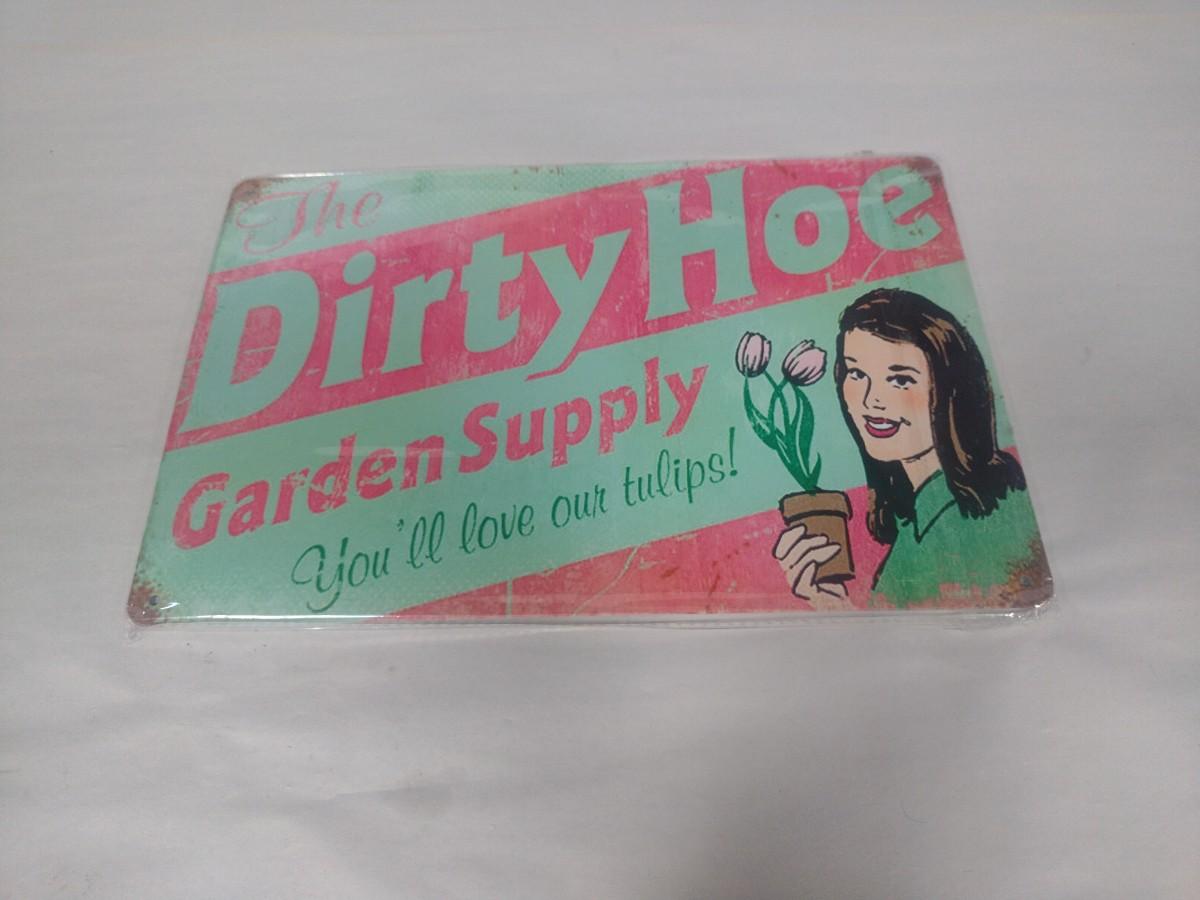 The
Dirty Hoe
Garden Supply
You'll love our tulips!